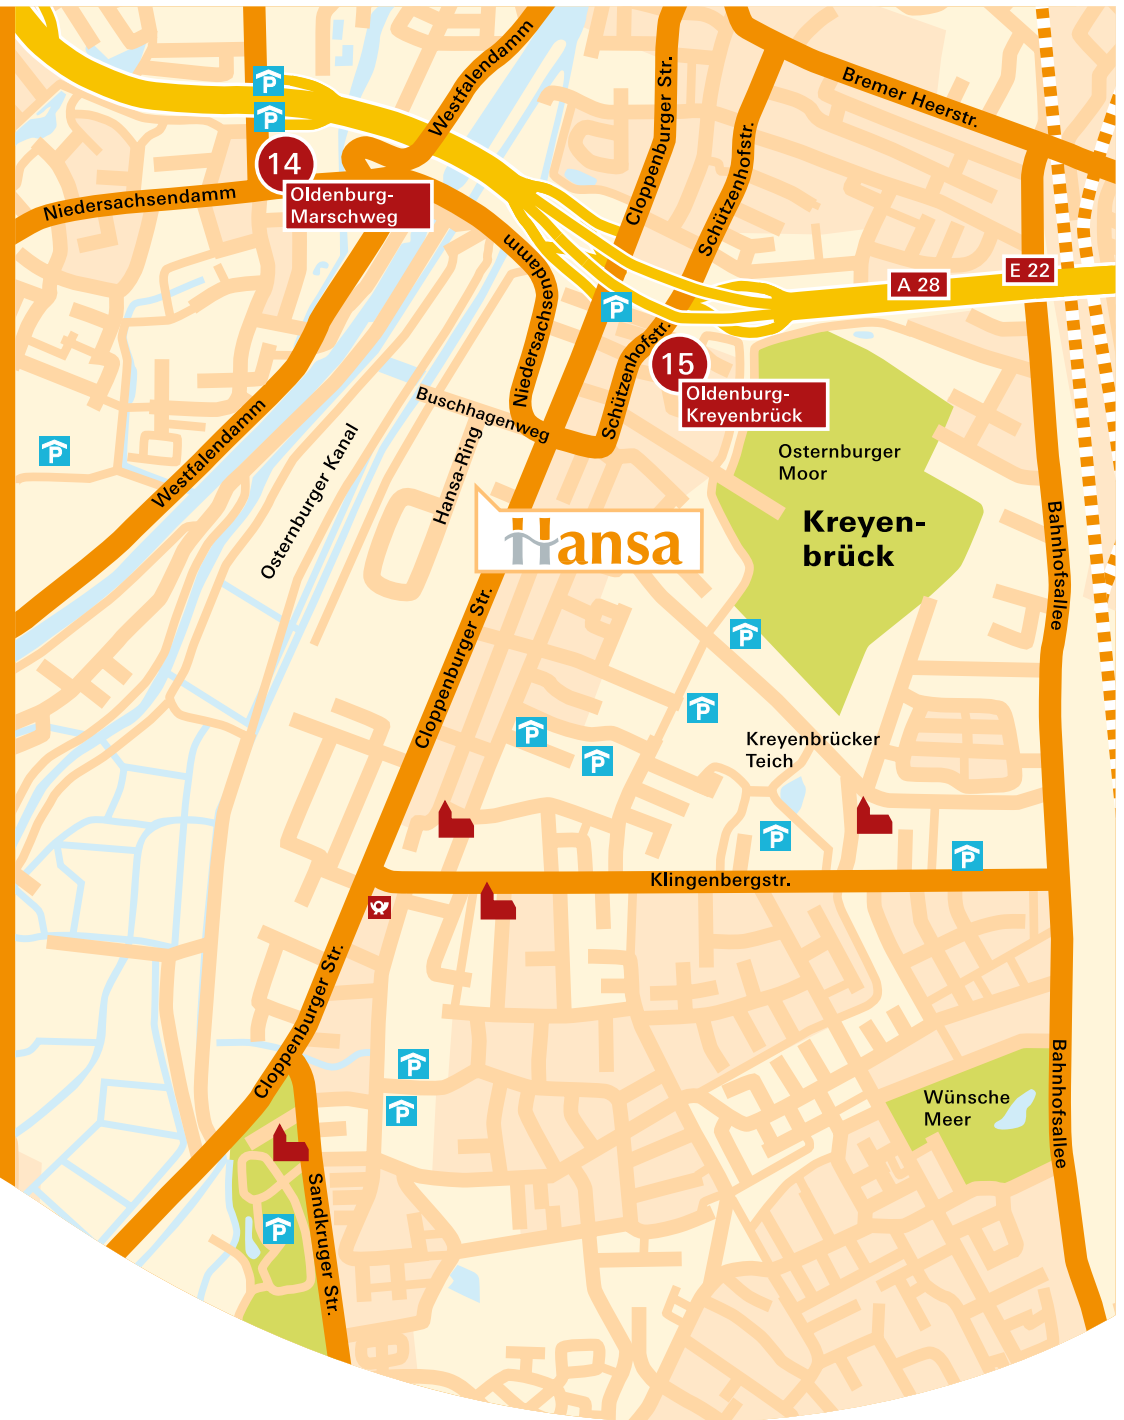 Westfalendamm
Cloppenburger Str.
Bremer Heerstr.
P
P
14
Oldenburg-
Marschweg
Niedersachsendamm
Schützenhofstr.
Niedersachsendamm
E 22
A 28
P
Schützenhofstr.
15
Oldenburg-
Kreyenbrück
Buschhagenweg
Westfalendamm
P
Osternburger Kanal
Hansa-Ring
Osternburger
Moor
Kreyen-
brück
Hansa
Bahnhofsallee
Cloppenburger Str.
P
P
P
P
Kreyenbrücker
Teich
P
P
Klingenbergstr.
Cloppenburger Str.
P
P
Wünsche
Meer
Bahnhofsallee
Sandkruger Str.
P